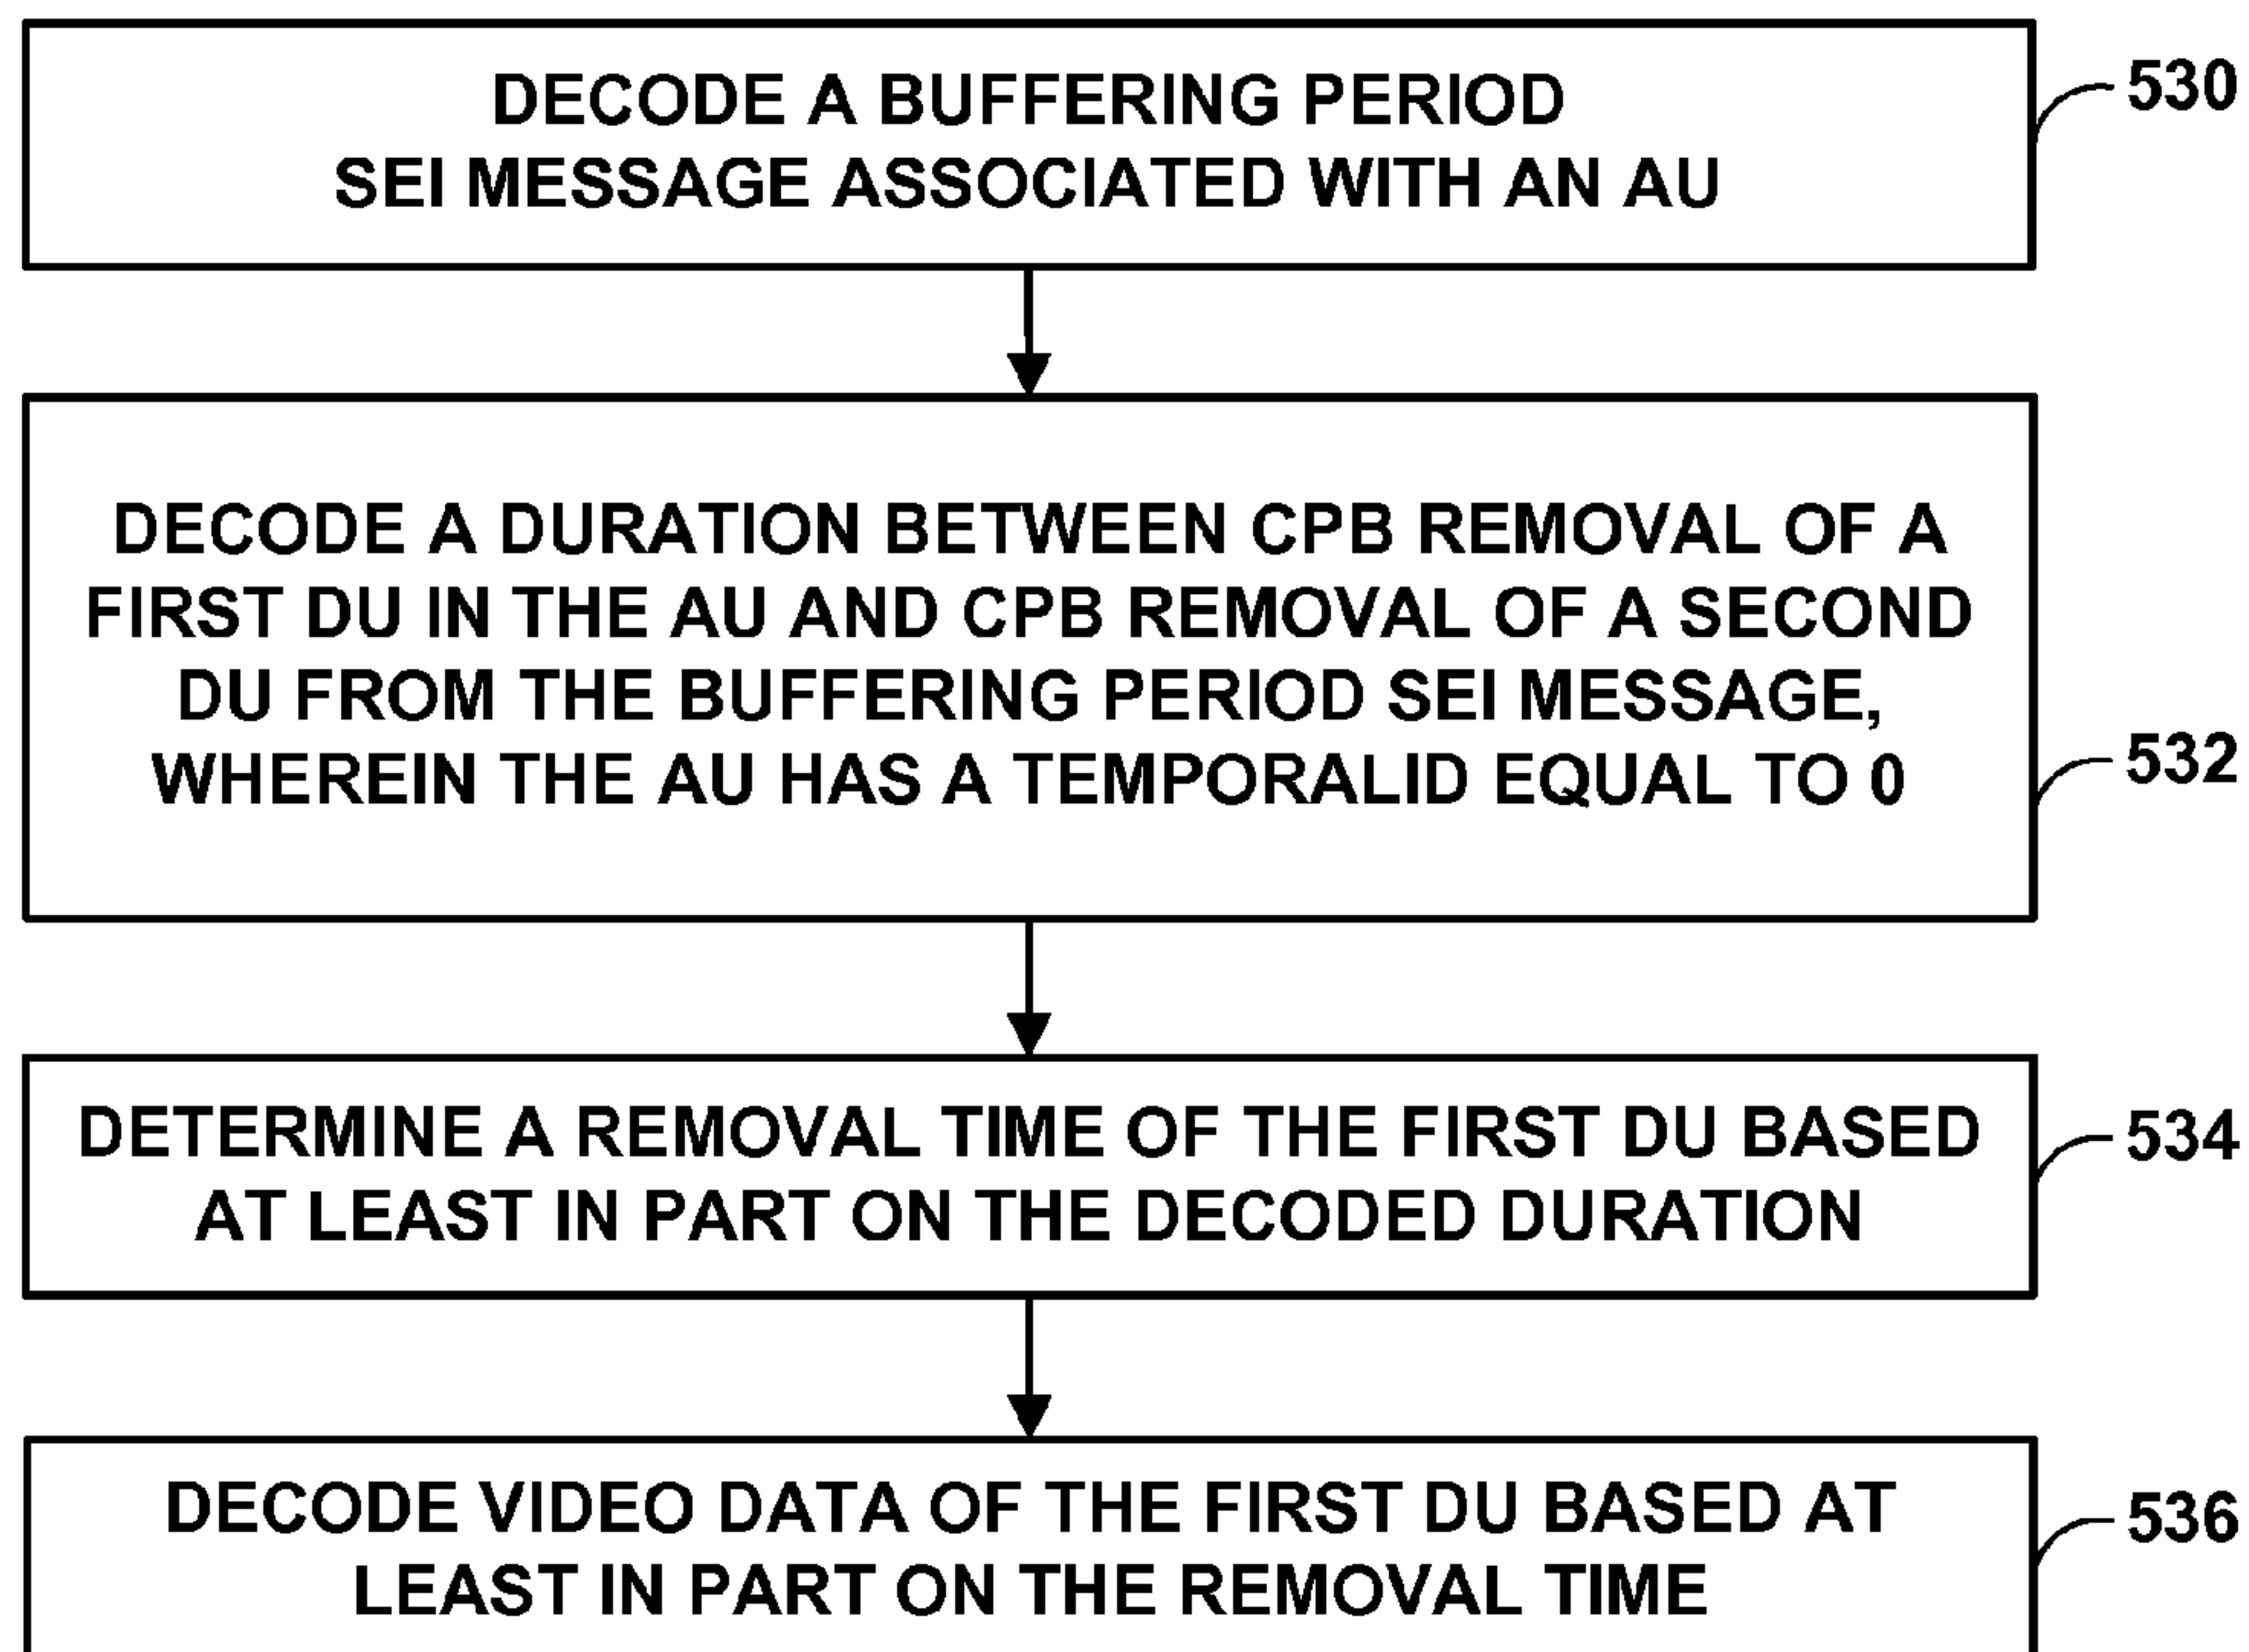 DECODE A BUFFERING PERIOD
SEI MESSAGE ASSOCIATED WITH AN AU
530
DECODE A DURATION BETWEEN CPB REMOVAL OF A
FIRST DU IN THE AU AND CPB REMOVAL OF A SECOND
DU FROM THE BUFFERING PERIOD SEI MESSAGE,
WHEREIN THE AU HAS A TEMPORALID EQUAL TO 0
532
DETERMINE A REMOVAL TIME OF THE FIRST DU BASED
AT LEAST IN PART ON THE DECODED DURATION
534
DECODE VIDEO DATA OF THE FIRST DU BASED AT
LEAST IN PART ON THE REMOVAL TIME
536